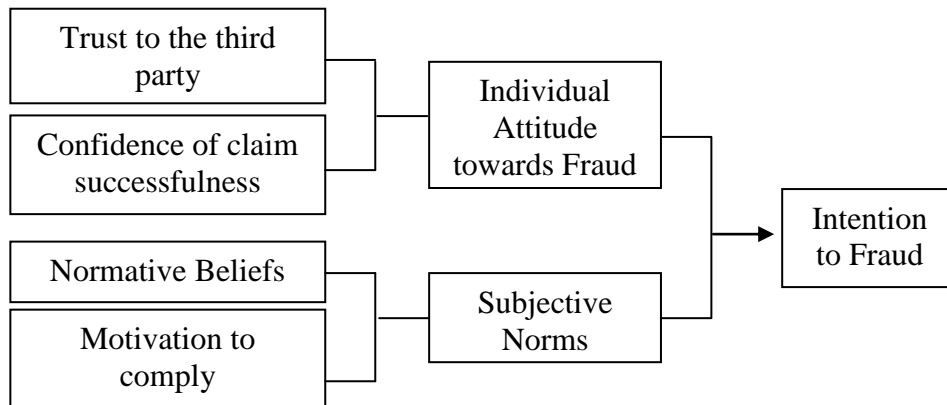 Trust to the third
party
Confidence of claim
successfulness
Individual
Attitude
towards Fraud
Normative Beliefs
Motivation to
comply
Subjective
Norms
Intention
to Fraud